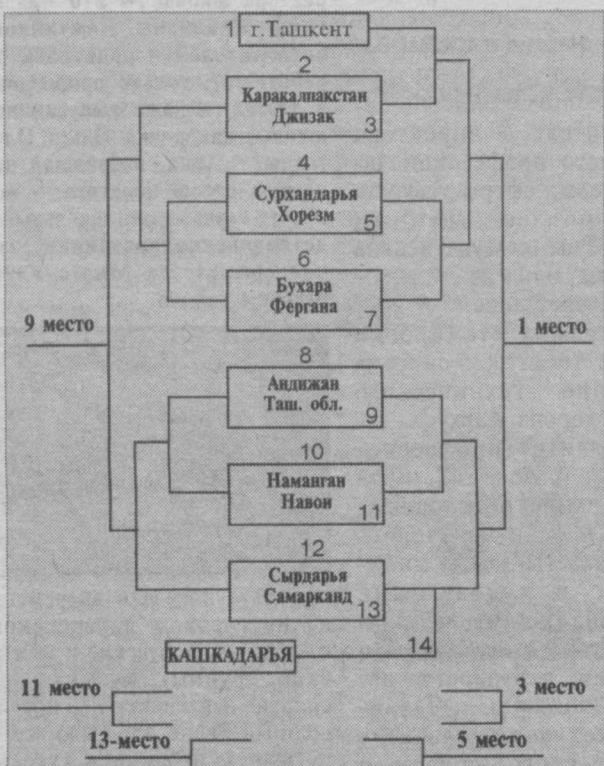 1 г.Ташкент
2
Каракалпакстан
Джизак
3
4
Сурхандарья
Хорезм
5
6
Бухара
Фергана
7
9 место
1 место
8
Андижан
Таш. обл.
9
10
Наманган
Навои
11
12
Сырдарья
Самарканд
13
КАШКАДАРЬЯ
14
11 место
3 место
13-место
5 место